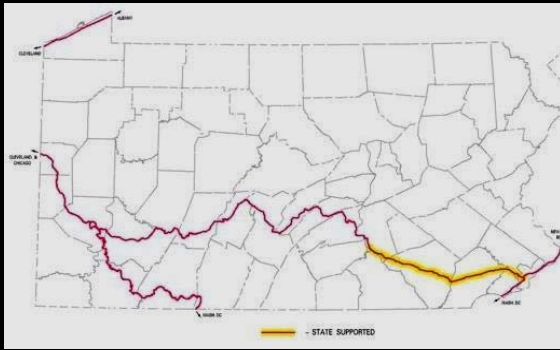 ALBANY
CLEVELAND
CLEVELAND &
CHICAGO
WASH DC
WASH DC
- STATE SUPPORTED